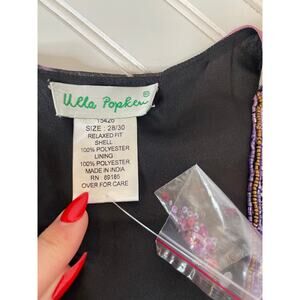 Ulla Popken®
13426
SIZE : 28/30
RELAXED FIT
SHELL
100% POLYESTER
LINING
100% POLYESTER
MADE IN INDIA
RN : 89185
OVER FOR CARE